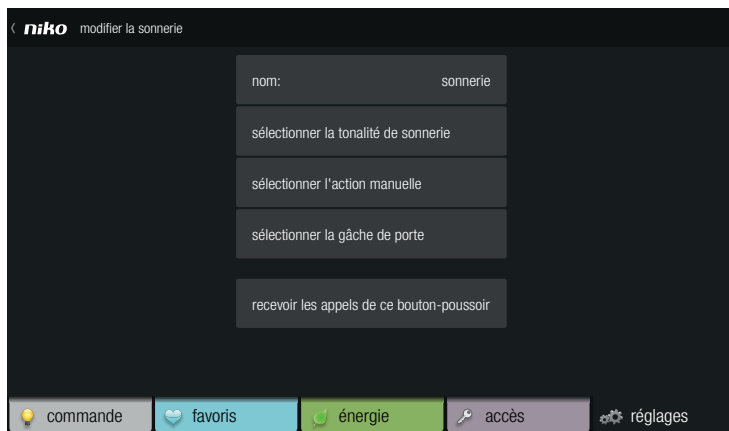 niko modifier la sonnerie
nom: sonnerie
sélectionner la tonalité de sonnerie
sélectionner l'action manuelle
sélectionner la gâche de porte
recevoir les appels de ce bouton-poussoir
commande favoris énergie accès réglages